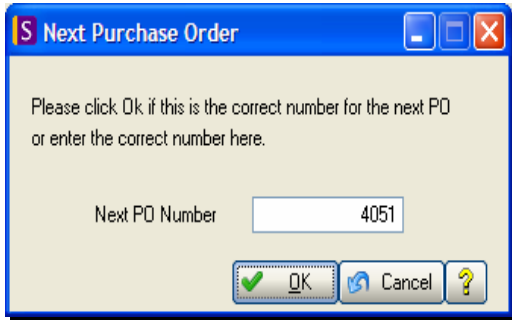 S Next Purchase Order
Please click Ok if this is the correct number for the next PO
or enter the correct number here.
Next PO Number 4051
OK Cancel ?